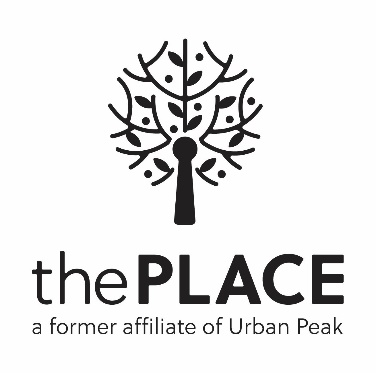 thePLACE
a former affiliate of Urban Peak